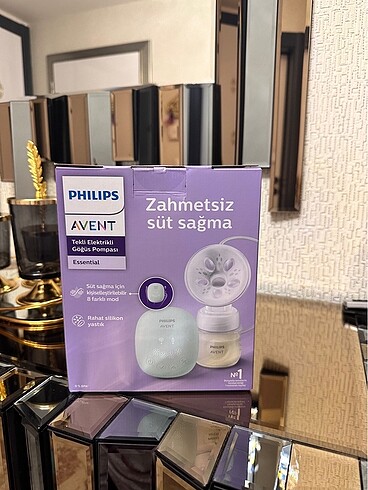 PHILIPS
AVENT
Tekli Elektrikli
Göğüs Pompası
Essential
Zahmetsiz
süt sağma
Süt sağma için
kişiselleştirilebilir
8 farklı mod
Rahat silikon
yastık
PHILIPS
AVENT
PHILIPS
AVENT
№1